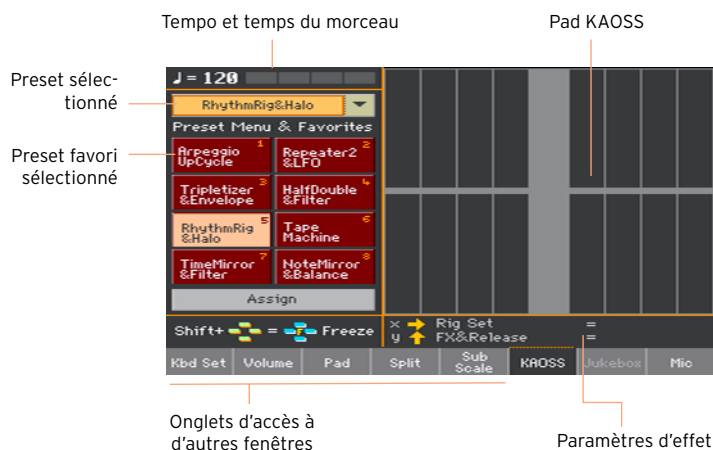 Tempo et temps du morceau
Pad KAOSS
Preset sélec-
tionné
Preset favori
sélectionné
♩ = 120
RhythmRig&Halo
Preset Menu & Favorites
Arpeggio 1
UpCycle
Repeater2 2
&LFO
Tripletizer 3
&Envelope
HalfDouble 4
&Filter
RhythmRig 5
&Halo
Tape 6
Machine
TimeMirror 7
&Filter
NoteMirror 8
&Balance
Assign
Shift+ = F Freeze
x Rig Set =
y FX&Release =
Kbd Set Volume Pad Split Sub Scale KAOSS Jukebox Mic
Onglets d'accès à
d'autres fenêtres
Paramètres d'effet